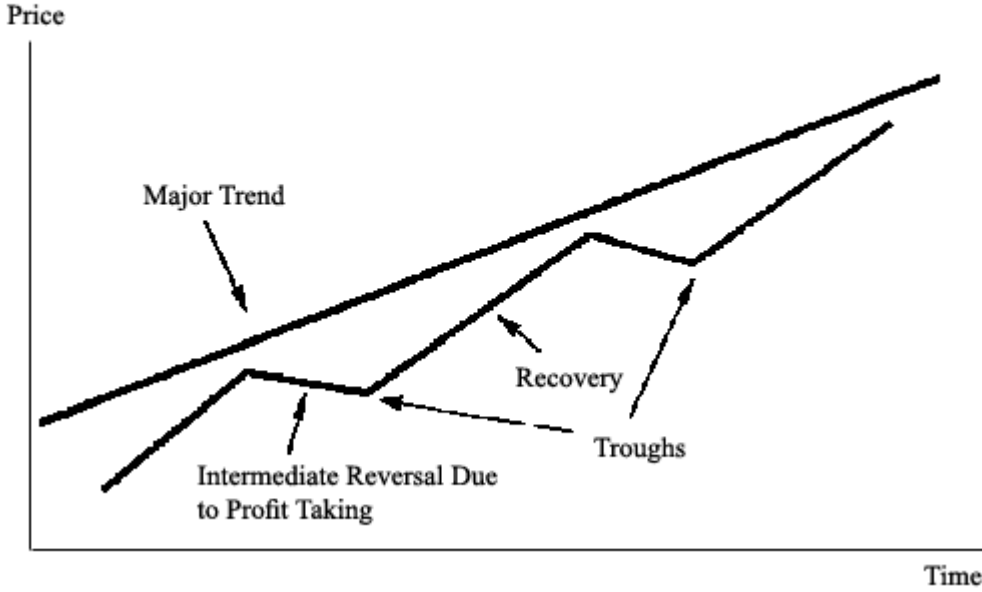 Price
Major Trend
Recovery
Troughs
Intermediate Reversal Due
to Profit Taking
Time